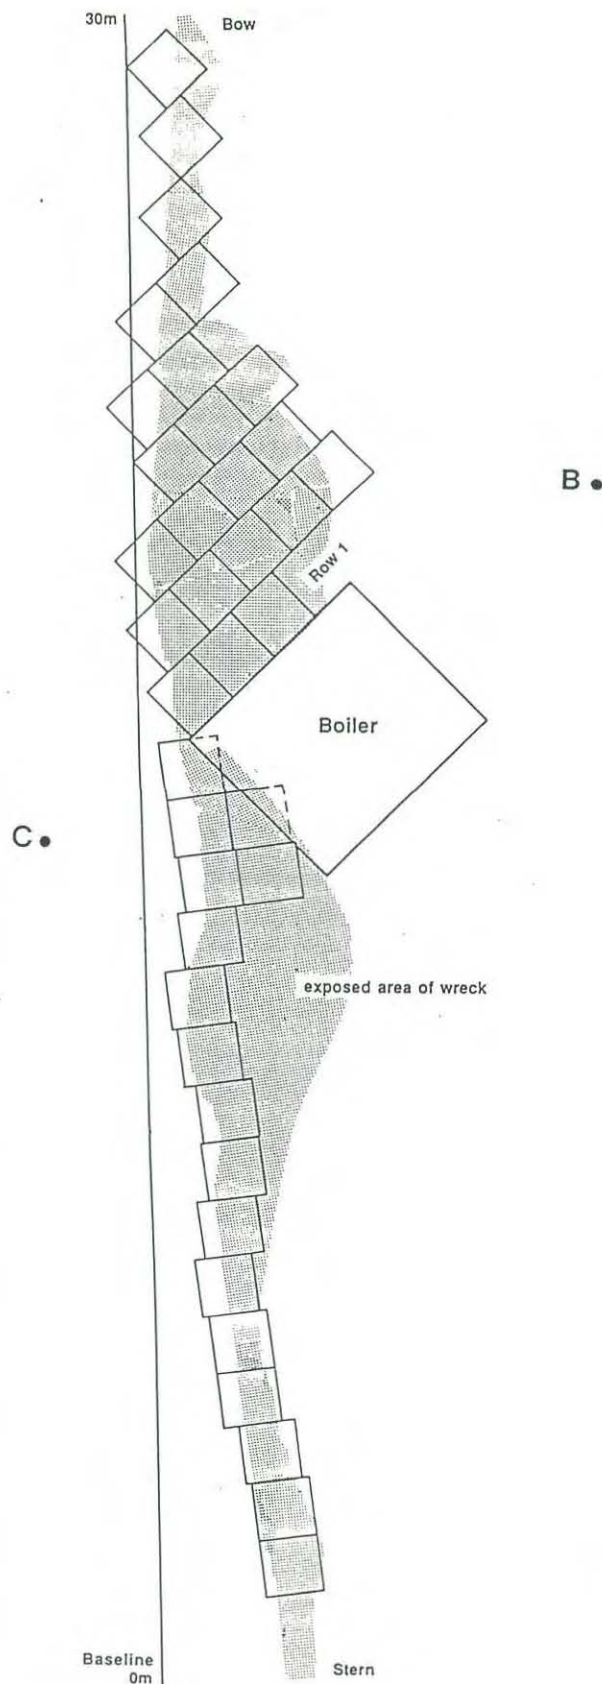 30m
Bow
B
Row 1
Boiler
C
exposed area of wreck
Baseline
0m
Stern